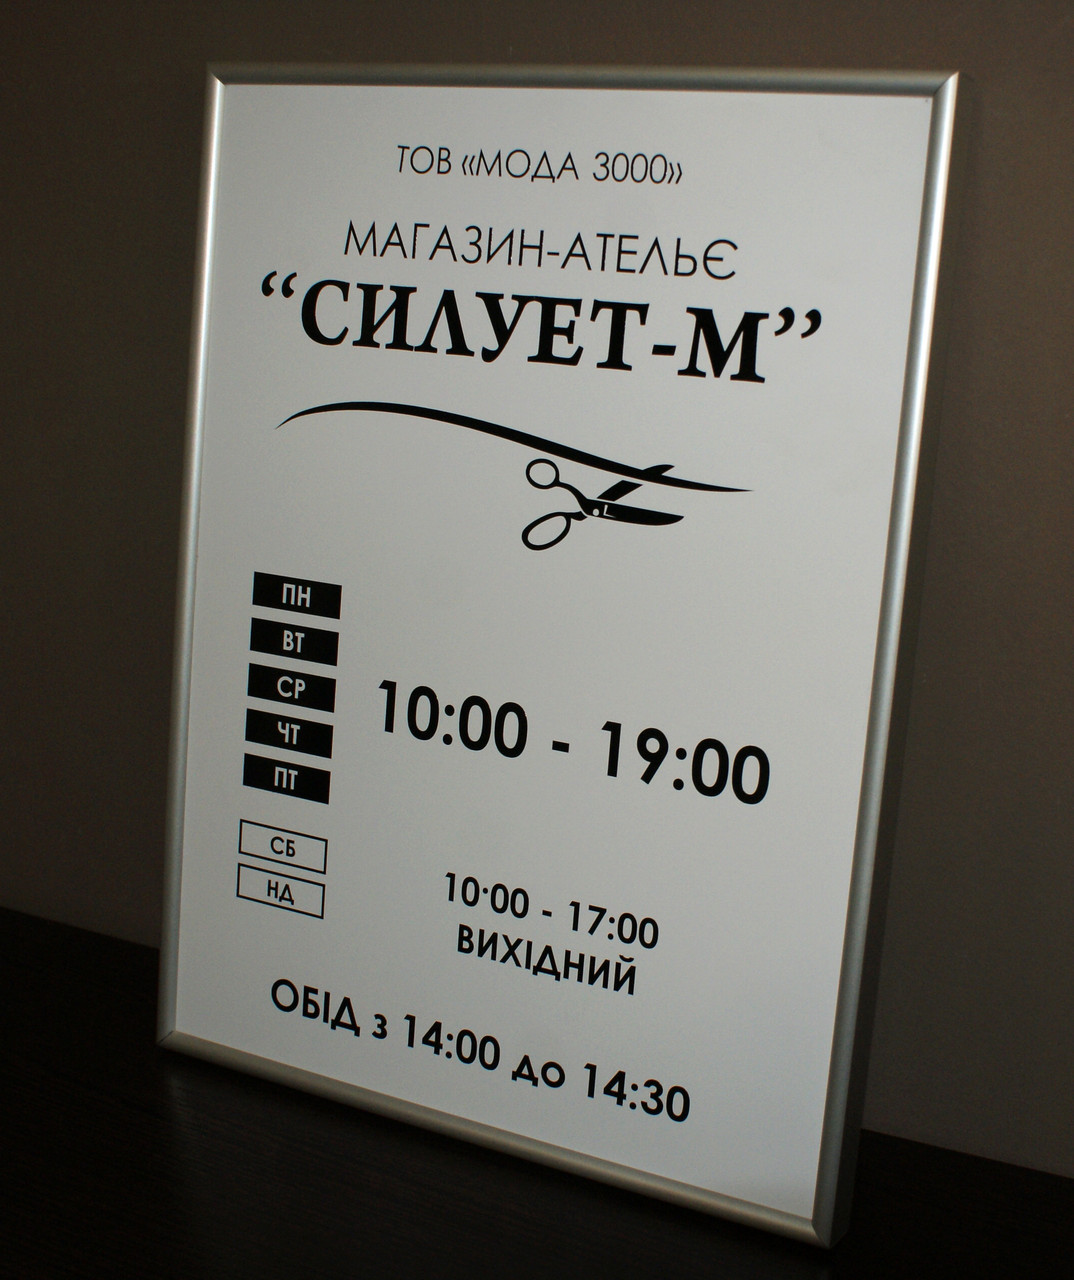 ТОВ «МОДА 3000»
МАГАЗИН-АТЕЛЬЄ
“СИЛУЕТ-М”
ПН
ВТ
СР
ЧТ
ПТ
10:00 - 19:00
СБ
10:00 - 17:00
НД
ВИХІДНИЙ
ОБІД з 14:00 до 14:30